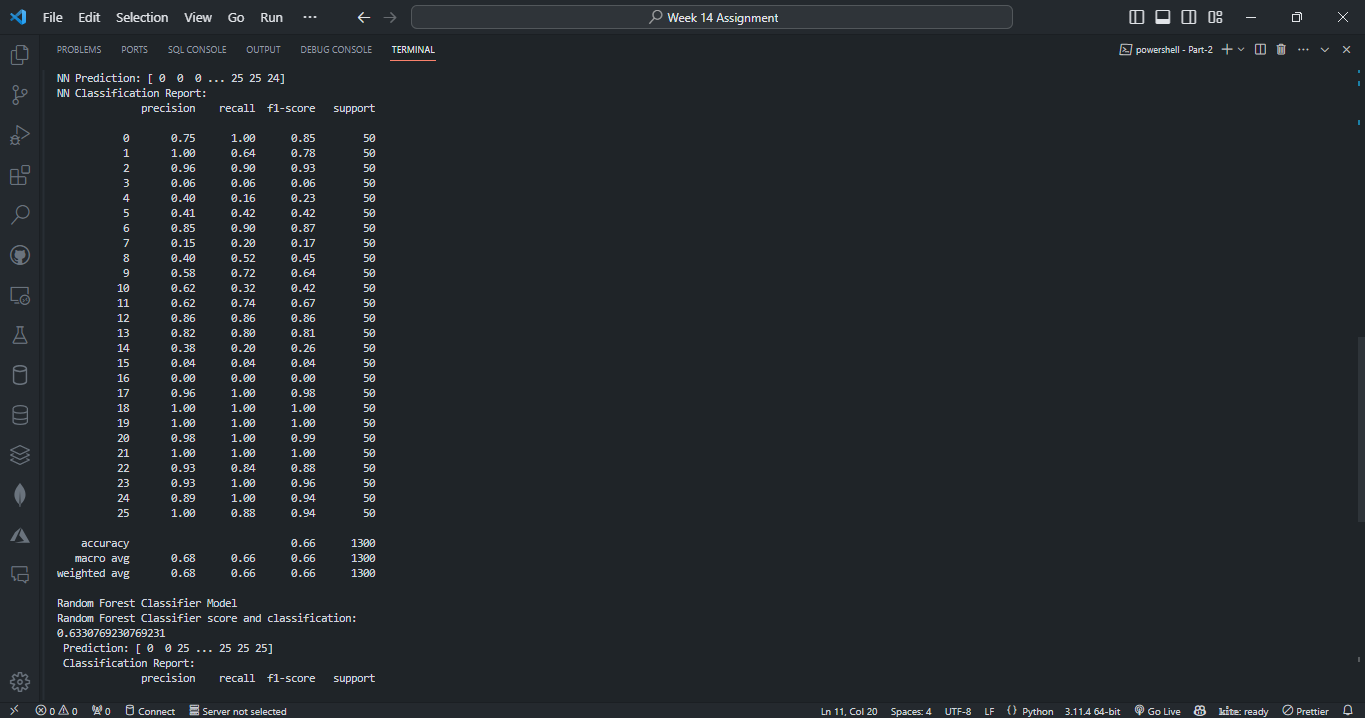 File Edit Selection View Go Run ··· Week 14 Assignment
PROBLEMS PORTS SQL CONSOLE OUTPUT DEBUG CONSOLE TERMINAL powershell - Part-2
NN Prediction: [ 0 0 0 ... 25 25 24]
NN Classification Report:
precision recall f1-score support
0 0.75 1.00 0.85 50
1 1.00 0.64 0.78 50
2 0.96 0.90 0.93 50
3 0.06 0.06 0.06 50
4 0.40 0.16 0.23 50
5 0.41 0.42 0.42 50
6 0.85 0.90 0.87 50
7 0.15 0.20 0.17 50
8 0.40 0.52 0.45 50
9 0.58 0.72 0.64 50
10 0.62 0.32 0.42 50
11 0.62 0.74 0.67 50
12 0.86 0.86 0.86 50
13 0.82 0.80 0.81 50
14 0.38 0.20 0.26 50
15 0.04 0.04 0.04 50
16 0.00 0.00 0.00 50
17 0.96 1.00 0.98 50
18 1.00 1.00 1.00 50
19 1.00 1.00 1.00 50
20 0.98 1.00 0.99 50
21 1.00 1.00 1.00 50
22 0.93 0.84 0.88 50
23 0.93 1.00 0.96 50
24 0.89 1.00 0.94 50
25 1.00 0.88 0.94 50
accuracy 0.66 1300
macro avg 0.68 0.66 0.66 1300
weighted avg 0.68 0.66 0.66 1300
Random Forest Classifier Model
Random Forest Classifier score and classification:
0.6330769230769231
Prediction: [ 0 0 25 ... 25 25 25]
Classification Report:
precision recall f1-score support
0 0 0 Connect Server not selected Ln 11, Col 20 Spaces: 4 UTF-8 LF Python 3.11.4 64-bit Go Live kite: ready Prettier